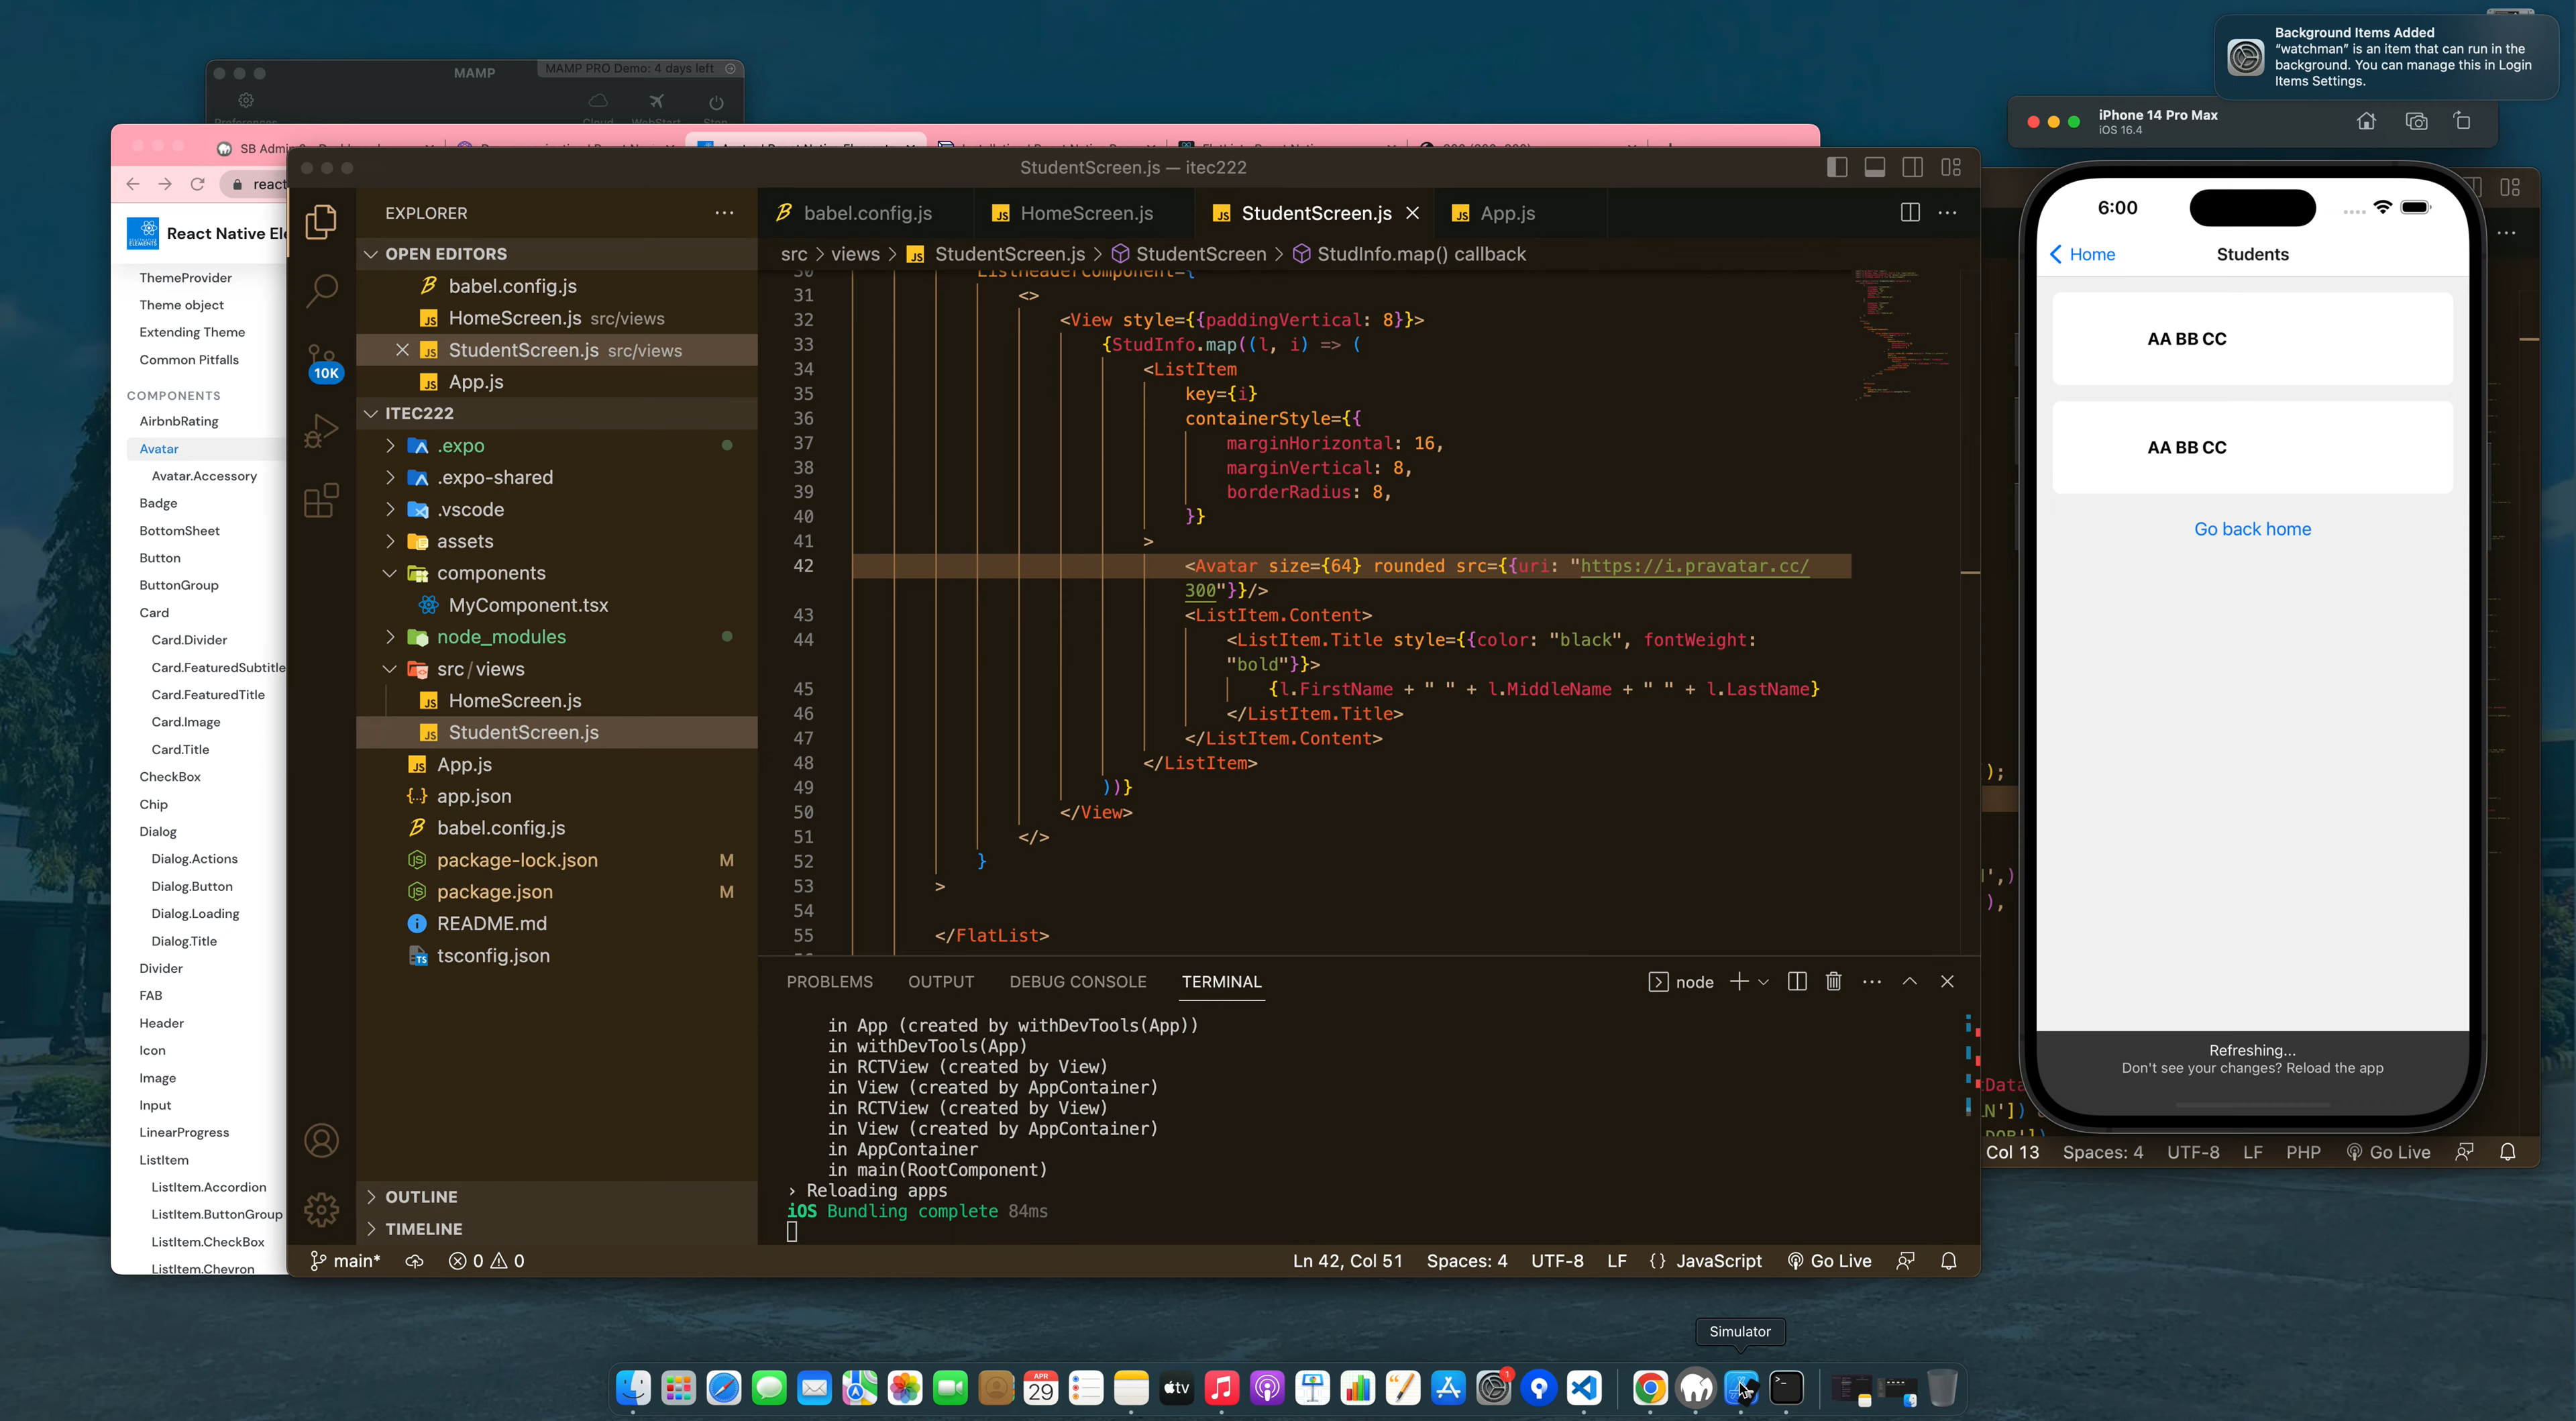 Background Items Added
“watchman” is an item that can run in the
background. You can manage this in Login
Items Settings.
MAMP
MAMP PRO Demo: 4 days left
Preferences
Cloud
WebStart
Stop
iPhone 14 Pro Max
iOS 16.4
StudentScreen.js — itec222
react
React Native Ele
ThemeProvider
Theme object
Extending Theme
Common Pitfalls
COMPONENTS
AirbnbRating
Avatar
Avatar.Accessory
Badge
BottomSheet
Button
ButtonGroup
Card
Card.Divider
Card.FeaturedSubtitle
Card.FeaturedTitle
Card.Image
Card.Title
CheckBox
Chip
Dialog
Dialog.Actions
Dialog.Button
Dialog.Loading
Dialog.Title
Divider
FAB
Header
Icon
Image
Input
LinearProgress
ListItem
ListItem.Accordion
ListItem.ButtonGroup
ListItem.CheckBox
ListItem.Chevron
10K
EXPLORER
OPEN EDITORS
babel.config.js
HomeScreen.js src/views
StudentScreen.js src/views
App.js
ITEC222
.expo
.expo-shared
.vscode
assets
components
MyComponent.tsx
node_modules
src/views
HomeScreen.js
StudentScreen.js
App.js
app.json
babel.config.js
package-lock.json M
package.json M
README.md
tsconfig.json
OUTLINE
TIMELINE
babel.config.js
HomeScreen.js
StudentScreen.js
App.js
src > views > StudentScreen.js > StudentScreen > StudInfo.map() callback
30 ListHeaderComponent={
31 <>
32 <View style={{paddingVertical: 8}}>
33 {StudInfo.map((l, i) => (
34 <ListItem
35 key={i}
36 containerStyle={{
37 marginHorizontal: 16,
38 marginVertical: 8,
39 borderRadius: 8,
40 }}
41 >
42 <Avatar size={64} rounded src={{uri: "https://i.pravatar.cc/
300"}}/>
43 <ListItem.Content>
44 <ListItem.Title style={{color: "black", fontWeight:
"bold"}}>
45 {l.FirstName + " " + l.MiddleName + " " + l.LastName}
46 </ListItem.Title>
47 </ListItem.Content>
48 </ListItem>
49 ))}
50 </View>
51 </>
52 }
53 >
54
55 </FlatList>
PROBLEMS OUTPUT DEBUG CONSOLE TERMINAL
node
in App (created by withDevTools(App))
in withDevTools(App)
in RCTView (created by View)
in View (created by AppContainer)
in RCTView (created by View)
in View (created by AppContainer)
in AppContainer
in main(RootComponent)
› Reloading apps
iOS Bundling complete 84ms
main* 0 0
Ln 42, Col 51 Spaces: 4 UTF-8 LF {} JavaScript Go Live
6:00
Home
Students
AA BB CC
AA BB CC
Go back home
Refreshing...
Don't see your changes? Reload the app
);
',)
),
Data
N'])
Col 13 Spaces: 4 UTF-8 LF PHP Go Live
Simulator
APR
29
tv
1